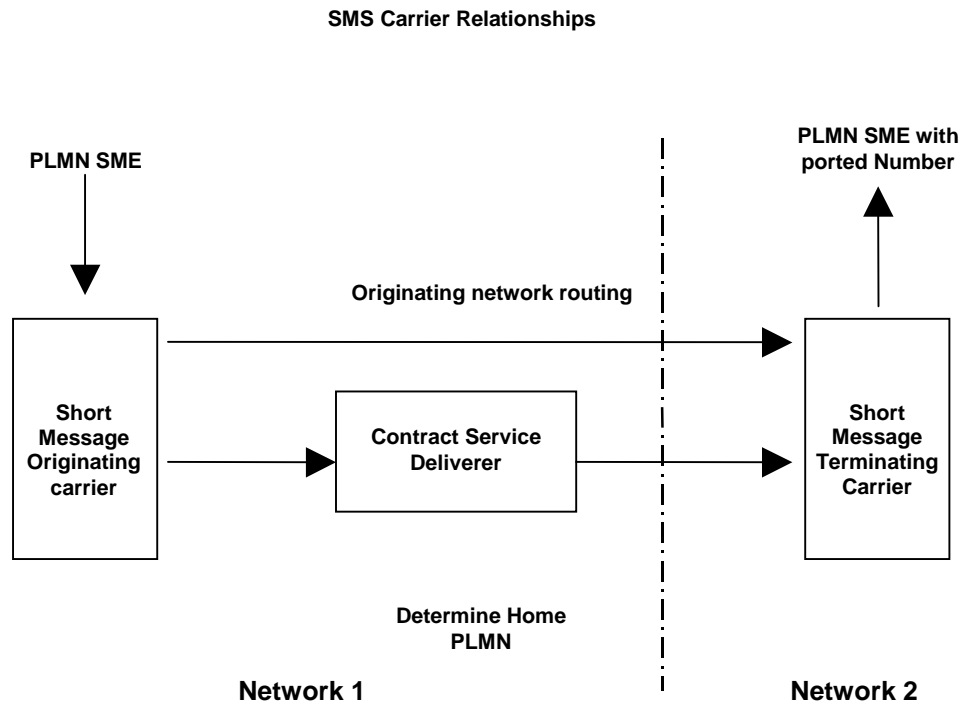 SMS Carrier Relationships
PLMN SME
PLMN SME with
ported Number
Originating network routing
Short
Message
Originating
carrier
Contract Service
Deliverer
Short
Message
Terminating
Carrier
Determine Home
PLMN
Network 1
Network 2